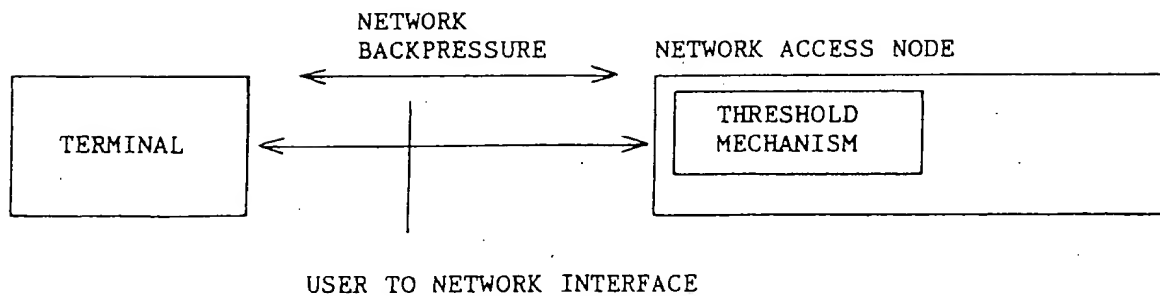 NETWORK
BACKPRESSURE
NETWORK ACCESS NODE
TERMINAL
THRESHOLD
MECHANISM
USER TO NETWORK INTERFACE